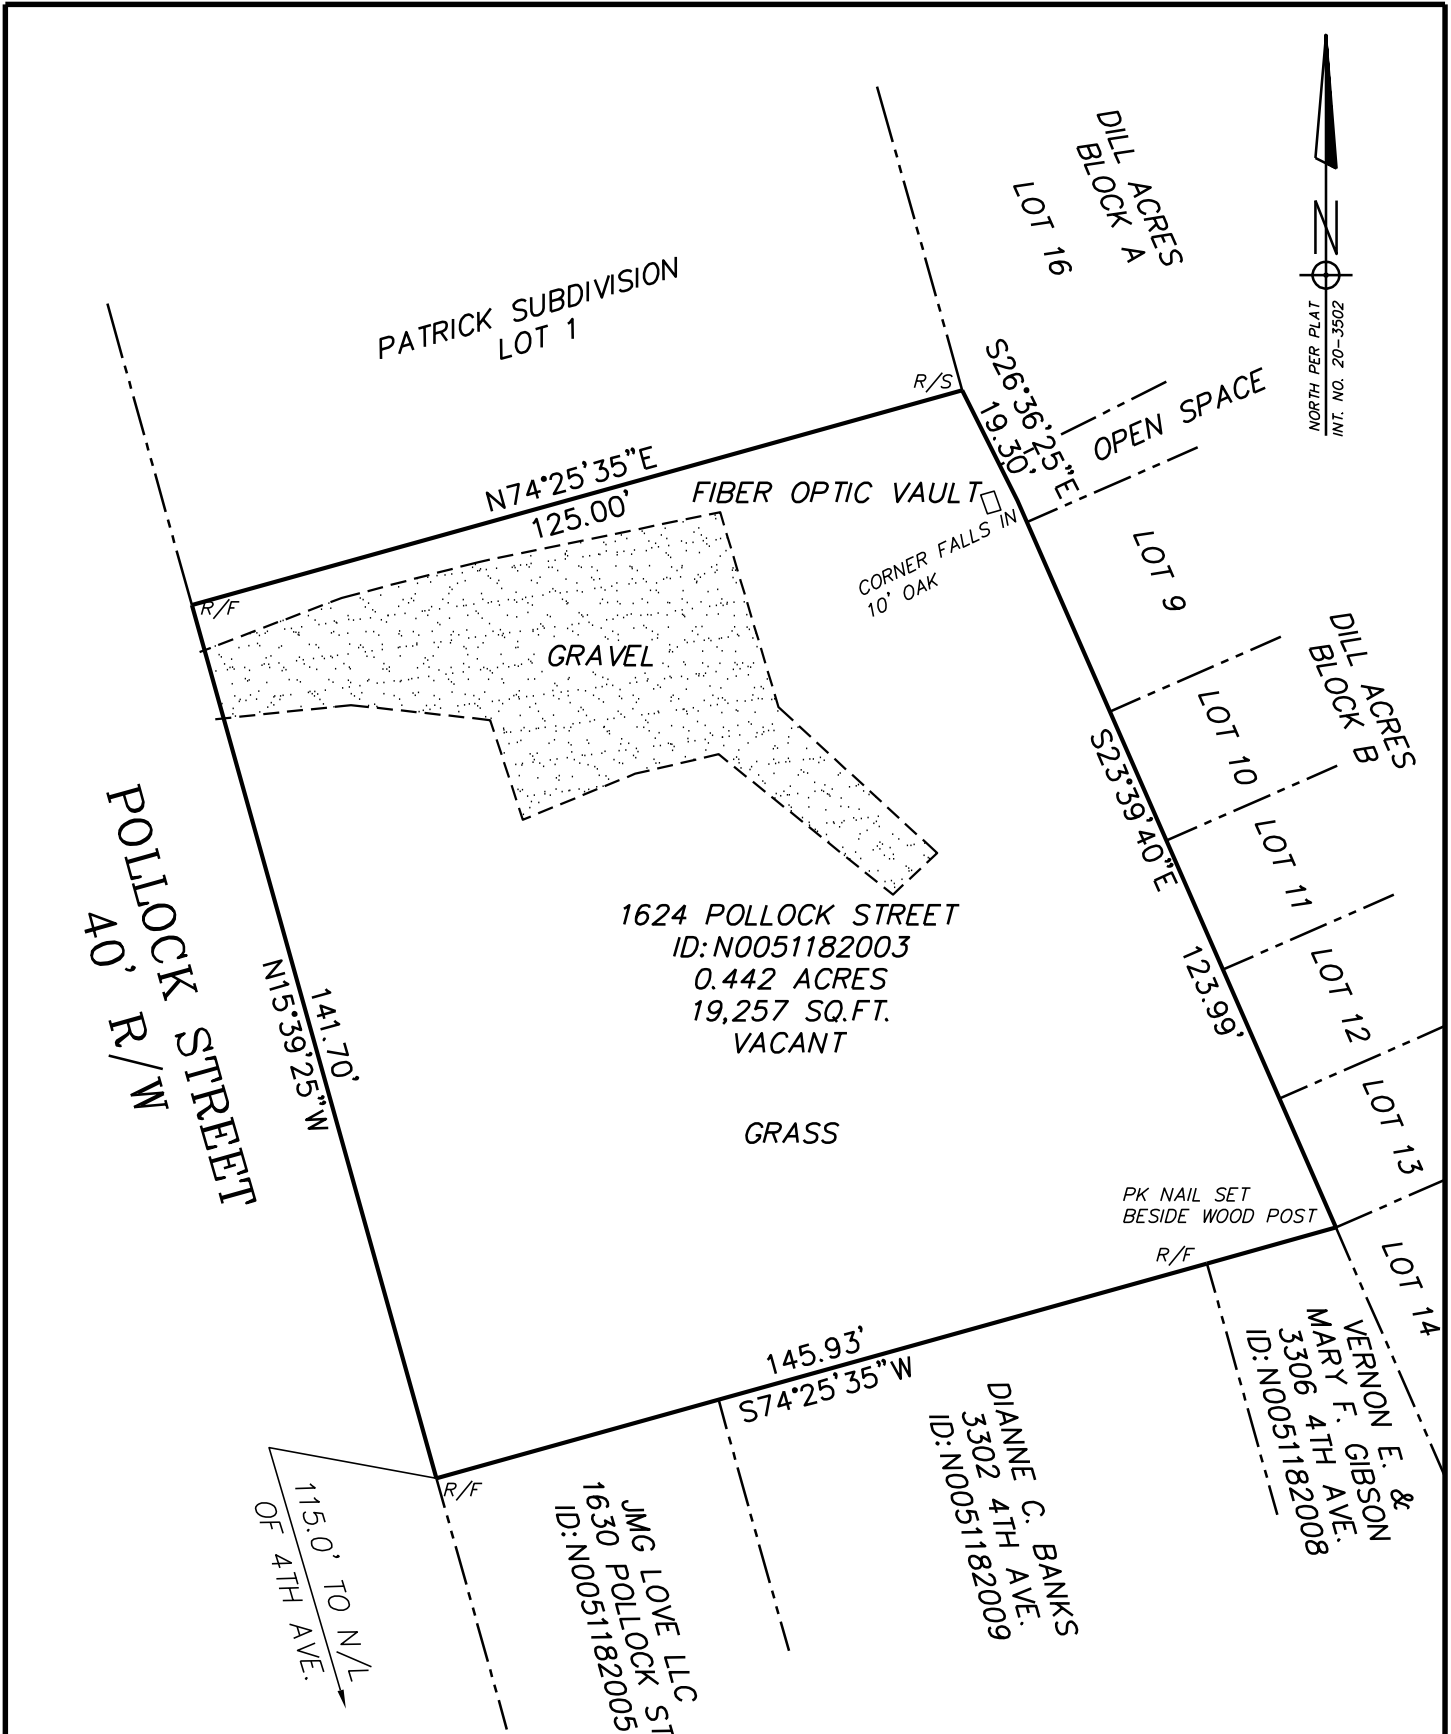 DILL ACRES
BLOCK A
LOT 16
NORTH PER PLAT
INT. NO. 20-3502
N
PATRICK SUBDIVISION
LOT 1
R/S
S26°36'25"E
19.30'
OPEN SPACE
N74°25'35"E
125.00'
FIBER OPTIC VAULT
CORNER FALLS IN
10' OAK
R/F
LOT 9
GRAVEL
DILL ACRES
BLOCK B
LOT 10
S23°39'40"E
123.99'
LOT 11
LOT 12
LOT 13
LOT 14
POLLOCK STREET
40' R/W
1624 POLLOCK STREET
ID: N0051182003
0.442 ACRES
19,257 SQ.FT.
VACANT
141.70'
N15°39'25"W
GRASS
PK NAIL SET
BESIDE WOOD POST
R/F
145.93'
S74°25'35"W
VERNON E. &
MARY F. GIBSON
3306 4TH AVE.
ID: N0051182008
DIANNE C. BANKS
3302 4TH AVE.
ID: N0051182009
R/F
JMG LOVE LLC
1630 POLLOCK ST
ID: N0051182005
115.0' TO N/L
OF 4TH AVE.